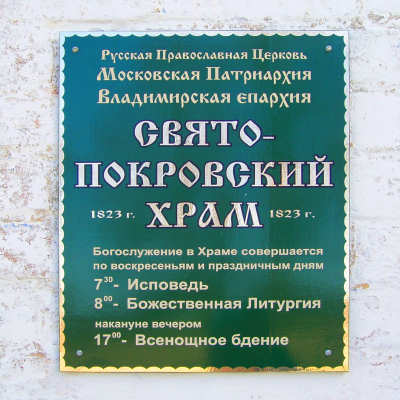 Русская Православная Церковь
Московская Патриархия
Владимирская епархия
СВЯТО-
ПОКРОВСКИЙ
1823 г. ХРАМ 1823 г.
Богослужение в Храме совершается
по воскресеньям и праздничным дням
7³⁰- Исповедь
8⁰⁰- Божественная Литургия
накануне вечером
17⁰⁰- Всенощное бдение